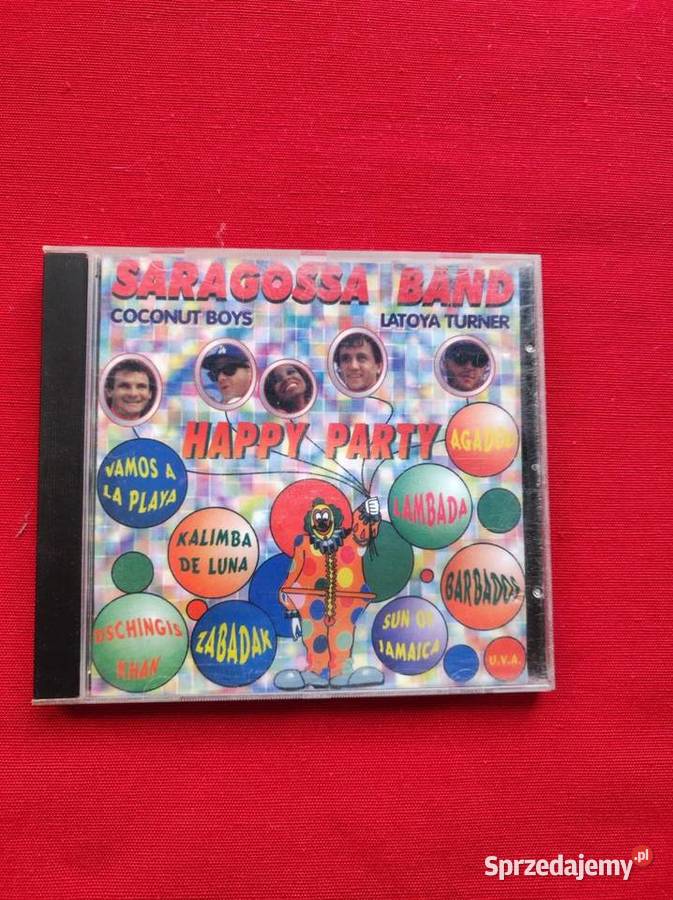 SARAGOSSA BAND
COCONUT BOYS
LATOYA TURNER
HAPPY PARTY
AGADOU
VAMOS A
LA PLAYA
LAMBADA
KALIMBA
DE LUNA
BARBADOS
DSCHINGIS
KHAN
ZABADAK
SUN OF
JAMAICA
U.V.A.
Sprzedajemy.pl